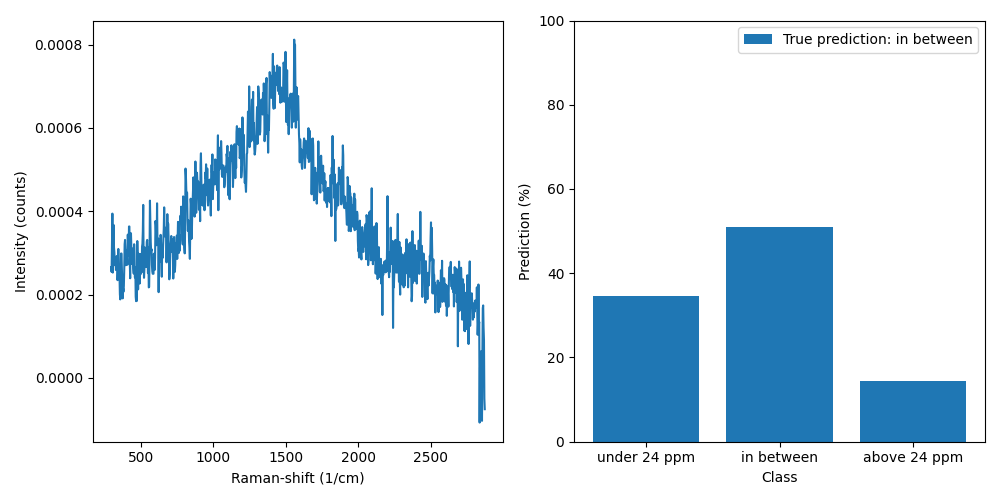 0.0008
0.0006
0.0004
0.0002
0.0000
Intensity (counts)
500 1000 1500 2000 2500
Raman-shift (1/cm)
True prediction: in between
100
80
60
40
20
0
Prediction (%)
under 24 ppm in between above 24 ppm
Class